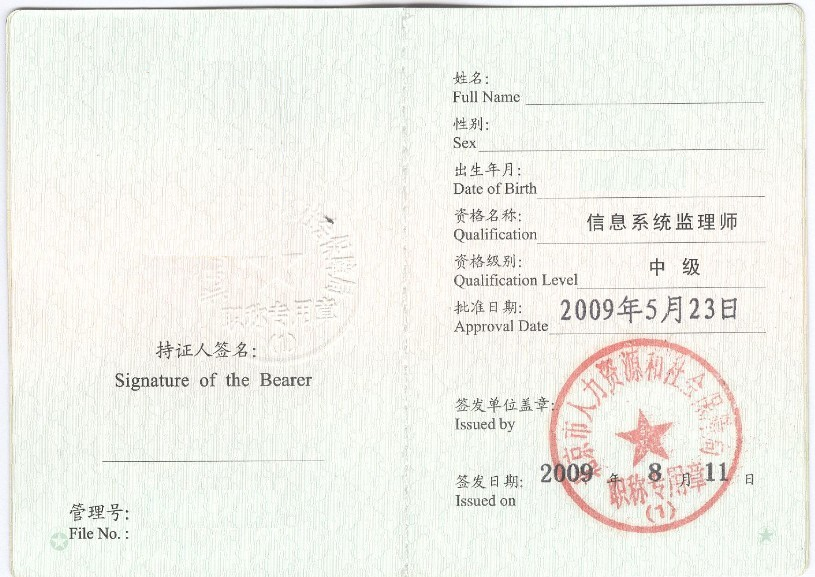 持证人签名:
Signature of the Bearer
管理号:
File No. :
姓名:
Full Name
性别:
Sex
出生年月:
Date of Birth
资格名称: 信息系统监理师
Qualification
资格级别: 中 级
Qualification Level
批准日期: 2009年5月23日
Approval Date
签发单位盖章:
Issued by
京市人力资源和社会保障局
职称专用章
(1)
签发日期: 2009 年 8 月 11 日
Issued on
职称专用章
(1)